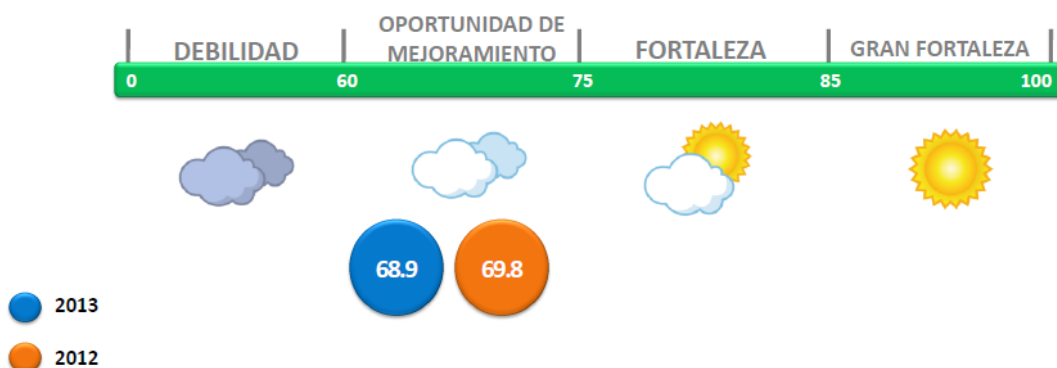 DEBILIDAD
OPORTUNIDAD DE
MEJORAMIENTO
FORTALEZA
GRAN FORTALEZA
0 60 75 85 100
68.9 69.8
2013
2012